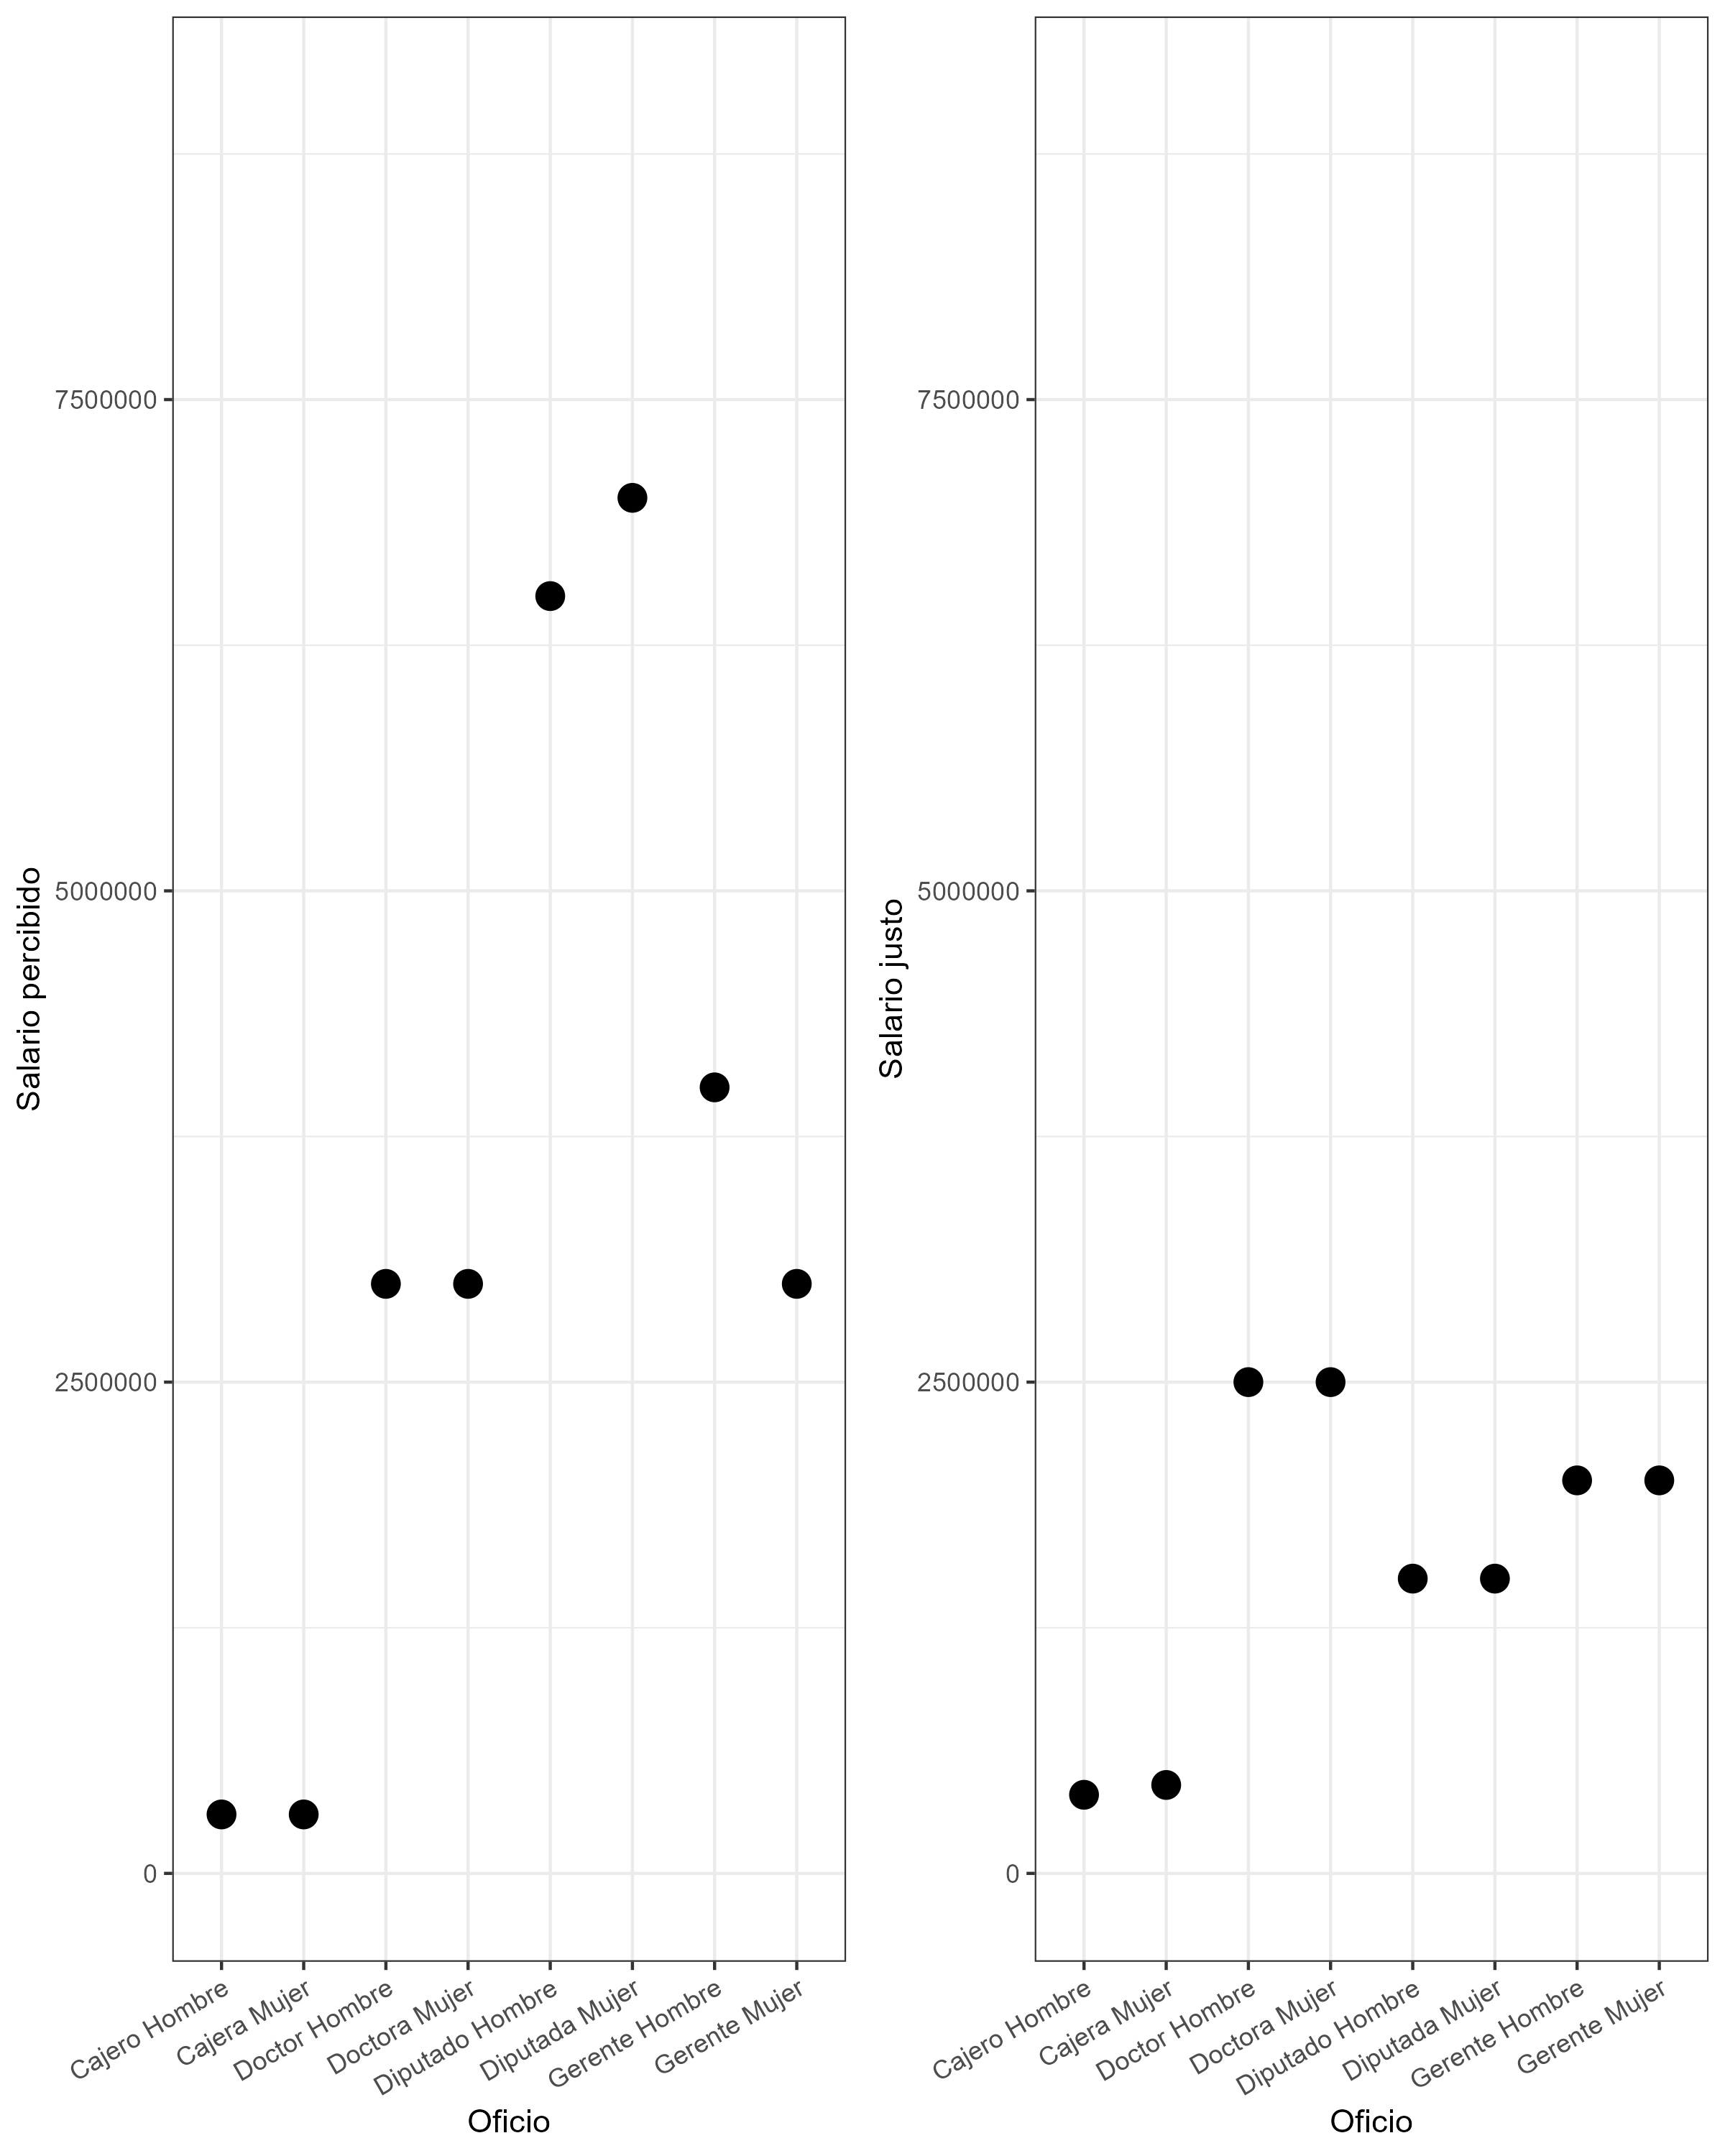 Salario percibido
7500000
5000000
2500000
0
Cajero Hombre
Cajera Mujer
Doctor Hombre
Doctora Mujer
Diputado Hombre
Diputada Mujer
Gerente Hombre
Gerente Mujer
Oficio
Salario justo
7500000
5000000
2500000
0
Cajero Hombre
Cajera Mujer
Doctor Hombre
Doctora Mujer
Diputado Hombre
Diputada Mujer
Gerente Hombre
Gerente Mujer
Oficio